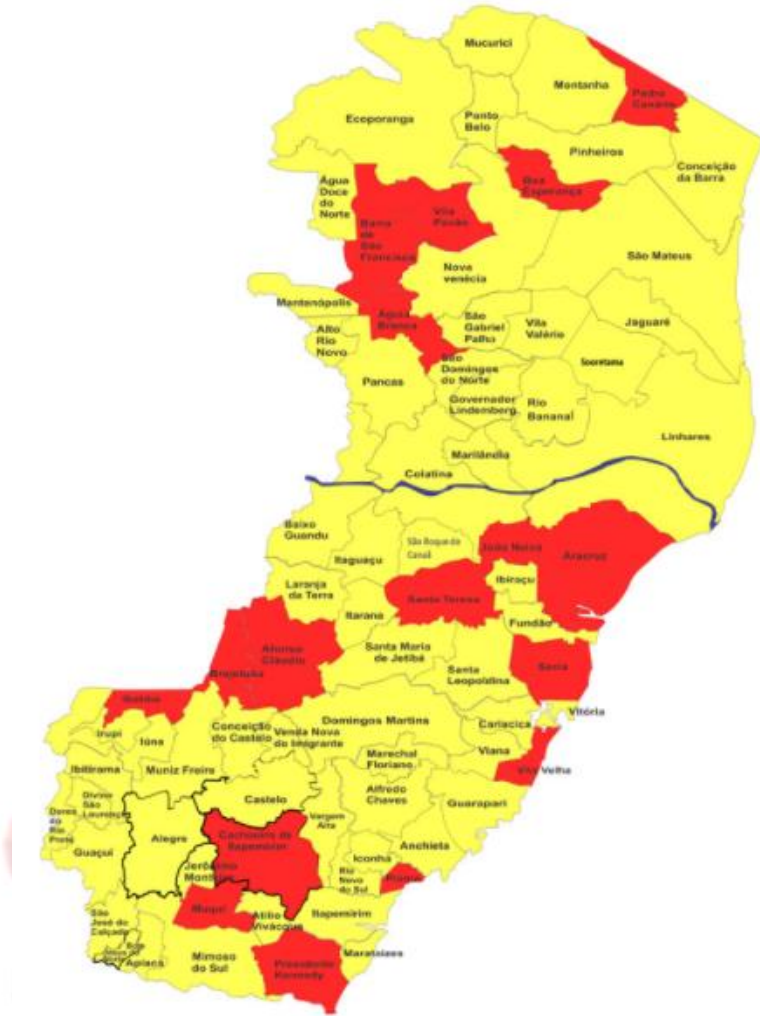 Mucurici
Montanha
Pedro
Canário
Ecoporanga
Ponto
Belo
Pinheiros
Conceição
da Barra
Boa
Esperança
Água
Doce
do
Norte
Barra
de
São
Francisco
Vila
Pavão
São Mateus
Nova
venécia
Mantenópolis
Águia
Branca
São
Gabriel
Palha
Vila
Valério
Jaguaré
Alto
Rio
Novo
São
Domingos
do Norte
Sooretama
Pancas
Governador
Lindemberg
Rio
Bananal
Linhares
Marilândia
Colatina
Baixo
Guandu
São Roque do
Canaã
João Neiva
Aracruz
Itaguaçu
Ibiraçu
Laranja
da Terra
Santa Teresa
Itarana
Fundão
Afonso
Cláudio
Santa Maria
de Jetibá
Serra
Brejetuba
Santa
Leopoldina
Vitória
Conceição
do Castelo
Domingos Martins
Cariacica
Irupi
Iúna
Venda Nova
do Imigrante
Viana
Marechal
Floriano
Vila Velha
Ibitirama
Muniz Freire
Castelo
Alfredo
Chaves
Guarapari
Divino
São
Lourenço
Dores
do
Rio
Preto
Vargem
Alta
Alegre
Cachoeiro de
Itapemirim
Anchieta
Guaçuí
Iconha
Jerônimo
Monteiro
Rio
Novo
do Sul
Piúma
Muqui
Atílio
Vivácqua
Itapemirim
São
José do
Calçado
Mimoso
do Sul
Marataízes
Apiacá
Presidente
Kennedy